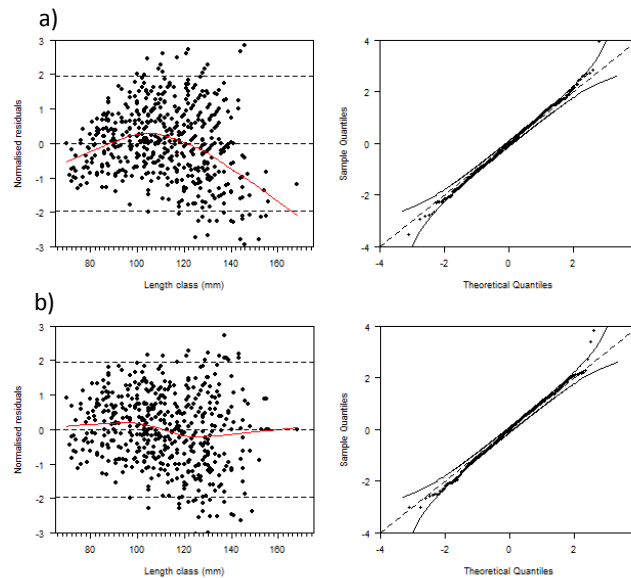 a)
3
2
1
0
-1
-2
-3
Normalised residuals
80 100 120 140 160
Length class (mm)
4
2
0
-2
-4
Sample Quantiles
-4 -2 0 2
Theoretical Quantiles
b)
3
2
1
0
-1
-2
-3
Normalised residuals
80 100 120 140 160
Length class (mm)
4
2
0
-2
-4
Sample Quantiles
-4 -2 0 2
Theoretical Quantiles